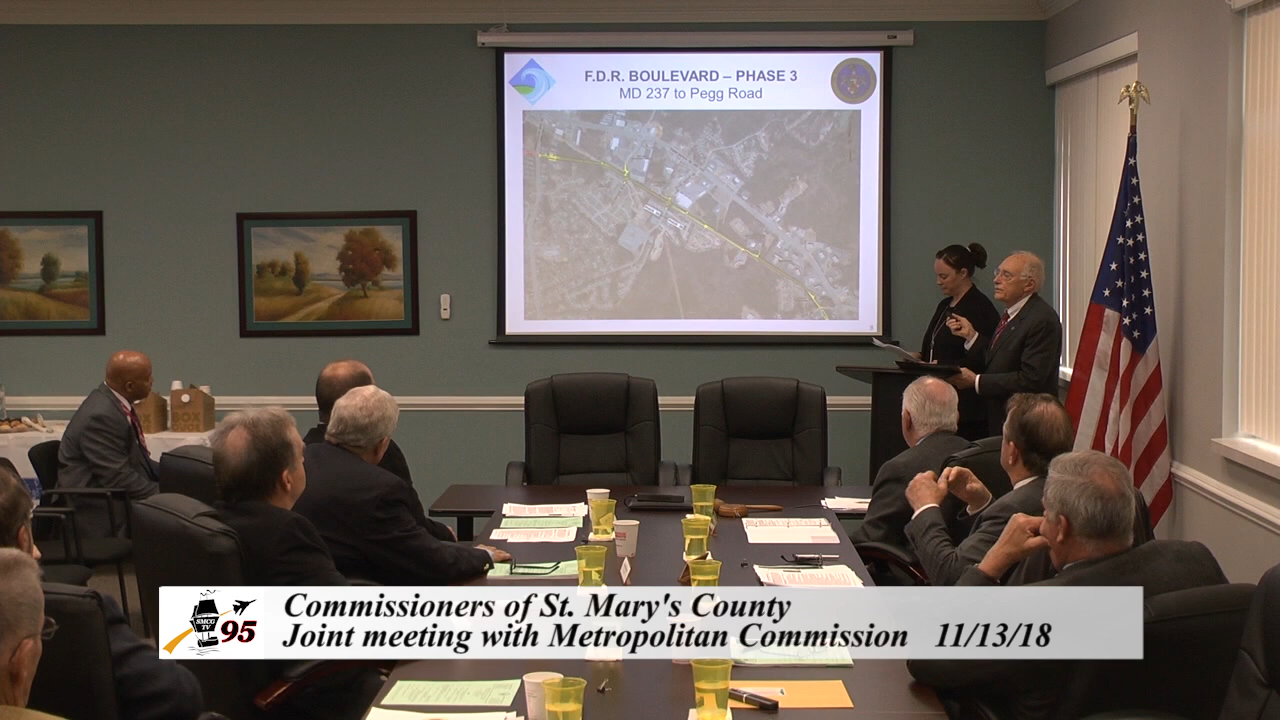 F.D.R. BOULEVARD – PHASE 3
MD 237 to Pegg Road
BOX
SMCG
TV
95
Commissioners of St. Mary's County
Joint meeting with Metropolitan Commission 11/13/18